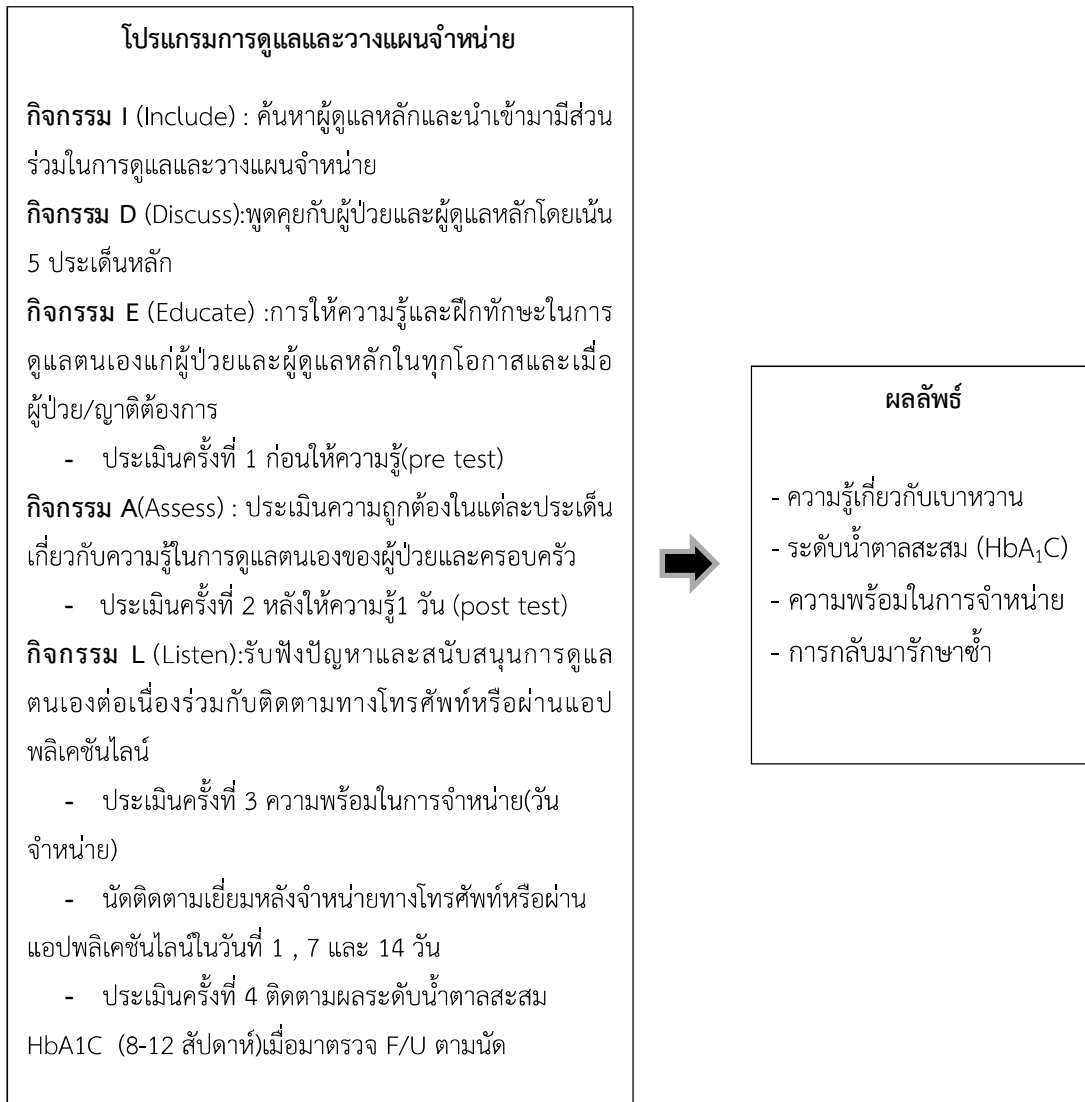 โปรแกรมการดูแลและวางแผนจำหน่าย
กิจกรรม I (Include) : ค้นหาผู้ดูแลหลักและนำเข้ามามีส่วน
ร่วมในการดูแลและวางแผนจำหน่าย
กิจกรรม D (Discuss):พูดคุยกับผู้ป่วยและผู้ดูแลหลักโดยเน้น
5 ประเด็นหลัก
กิจกรรม E (Educate) :การให้ความรู้และฝึกทักษะในการ
ดูแลตนเองแก่ผู้ป่วยและผู้ดูแลหลักในทุกโอกาสและเมื่อ
ผู้ป่วย/ญาติต้องการ
- ประเมินครั้งที่ 1 ก่อนให้ความรู้(pre test)
กิจกรรม A(Assess) : ประเมินความถูกต้องในแต่ละประเด็น
เกี่ยวกับความรู้ในการดูแลตนเองของผู้ป่วยและครอบครัว
- ประเมินครั้งที่ 2 หลังให้ความรู้1 วัน (post test)
กิจกรรม L (Listen):รับฟังปัญหาและสนับสนุนการดูแล
ตนเองต่อเนื่องร่วมกับติดตามทางโทรศัพท์หรือผ่านแอป
พลิเคชันไลน์
- ประเมินครั้งที่ 3 ความพร้อมในการจำหน่าย(วัน
จำหน่าย)
- นัดติดตามเยี่ยมหลังจำหน่ายทางโทรศัพท์หรือผ่าน
แอปพลิเคชันไลน์ในวันที่ 1 , 7 และ 14 วัน
- ประเมินครั้งที่ 4 ติดตามผลระดับน้ำตาลสะสม
HbA1C (8-12 สัปดาห์)เมื่อมาตรวจ F/U ตามนัด
ผลลัพธ์
- ความรู้เกี่ยวกับเบาหวาน
- ระดับน้ำตาลสะสม (HbA₁C)
- ความพร้อมในการจำหน่าย
- การกลับมารักษาซ้ำ